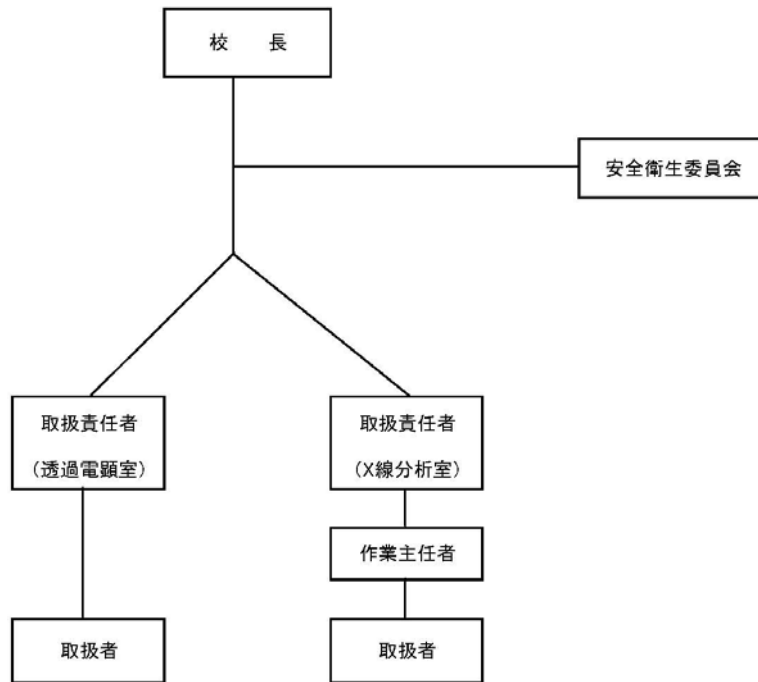 校　　長
安全衛生委員会
取扱責任者
（透過電顕室）
取扱責任者
（X線分析室）
作業主任者
取扱者
取扱者